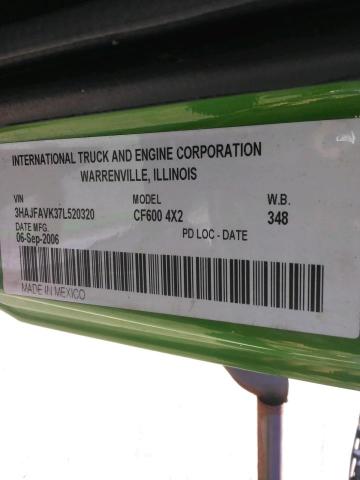 INTERNATIONAL TRUCK AND ENGINE CORPORATION
WARRENVILLE, ILLINOIS
VIN MODEL W.B.
3HAJFAVK37L520320 CF600 4X2 348
DATE MFG. PD LOC - DATE
06-Sep-2006
MADE IN MEXICO